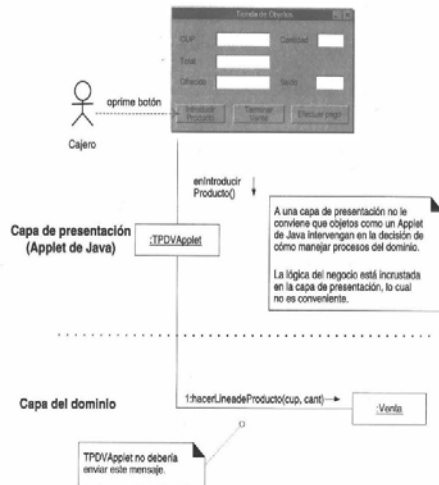 Tienda de Objetos
CUP
Cantidad
Total
Ofrecido
Saldo
Introducir
Producto
Terminar
Venta
Efectuar pago
oprime botón
Cajero
enIntroducir
Producto()
Capa de presentación
(Applet de Java)
:TPDVApplet
A una capa de presentación no le
conviene que objetos como un Applet
de Java intervengan en la decisión de
cómo manejar procesos del dominio.
La lógica del negocio está incrustada
en la capa de presentación, lo cual
no es conveniente.
Capa del dominio
1:hacerLineadeProducto(cup, cant)
:Venta
TPDVApplet no debería
enviar este mensaje.